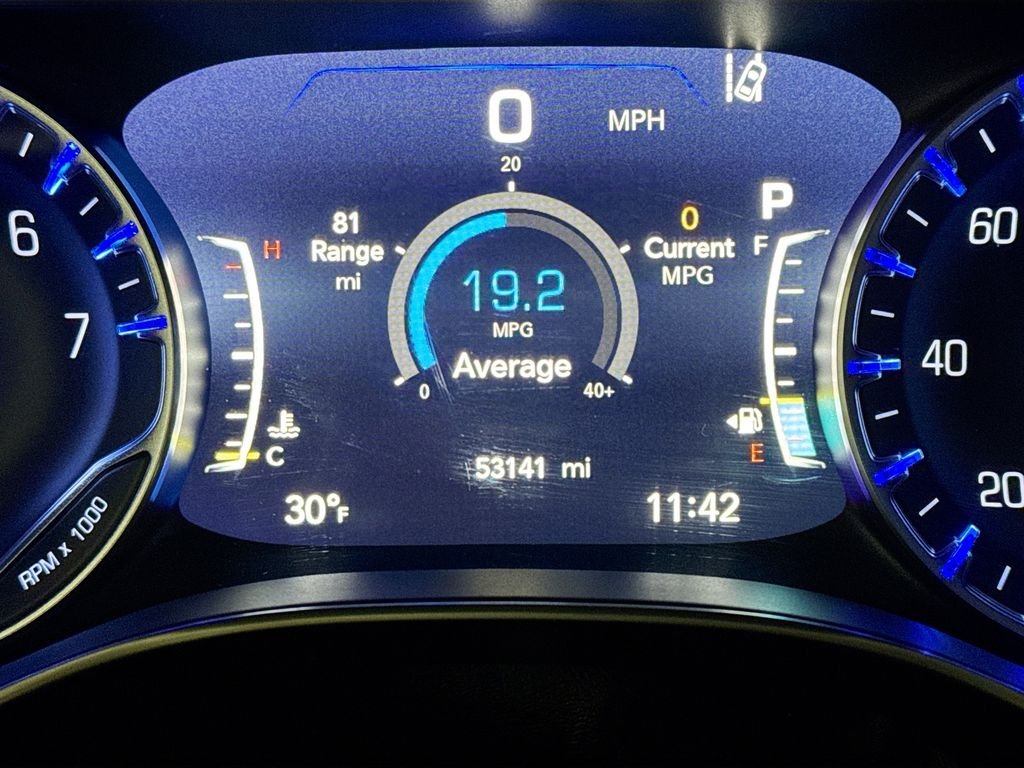 0 MPH
20
P
81
Range
mi
0
Current
MPG
H
F
19.2
MPG
Average
0
40+
C
E
53141 mi
30°F
11:42
6
7
RPM x 1000
60
40
20